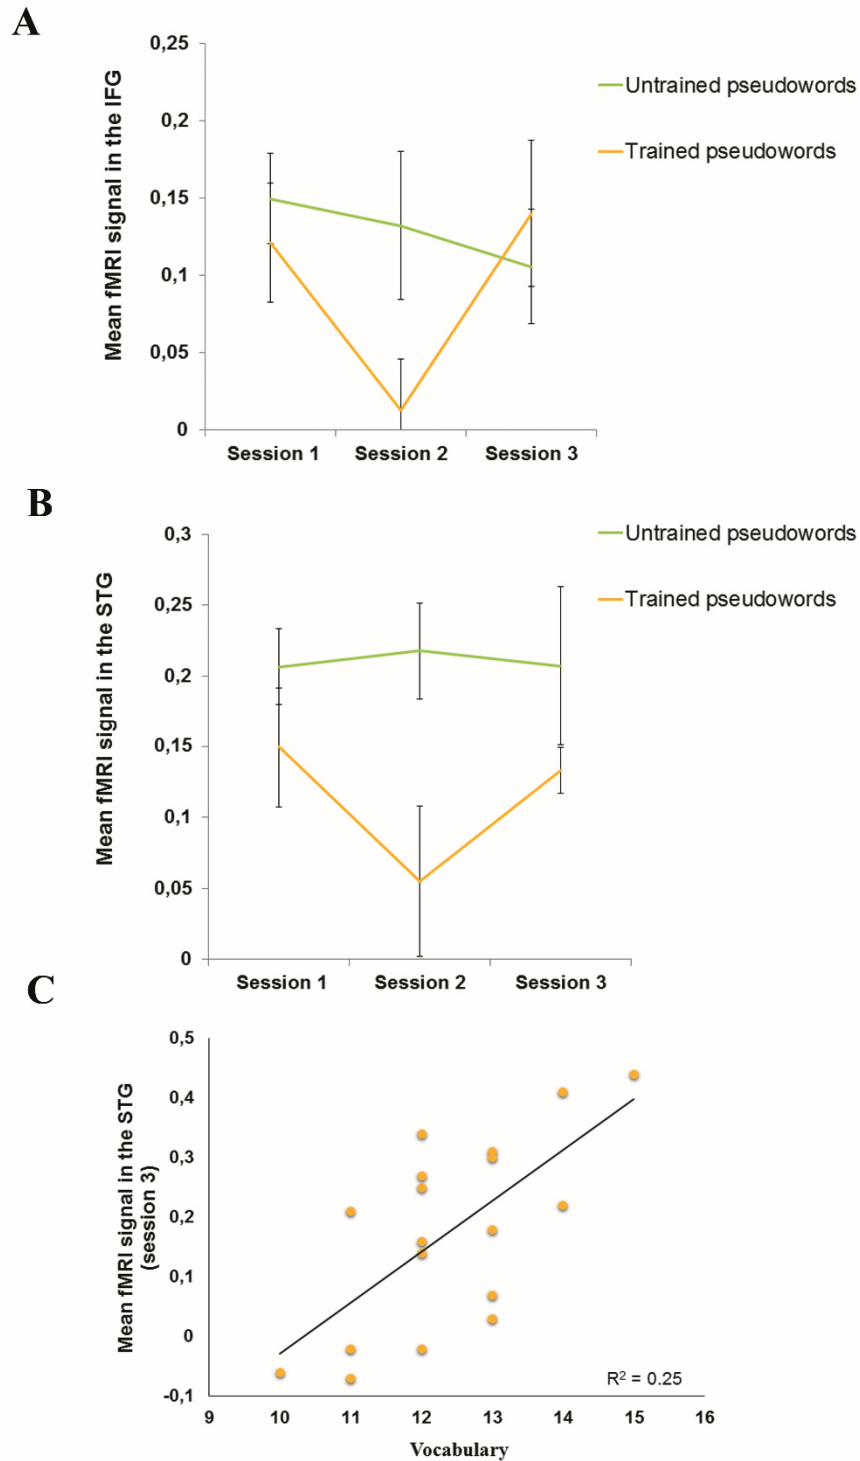 A
Mean fMRI signal in the IFG
0,25
0,2
0,15
0,1
0,05
0
Session 1 Session 2 Session 3
Untrained pseudowords
Trained pseudowords
B
Mean fMRI signal in the STG
0,3
0,25
0,2
0,15
0,1
0,05
0
Session 1 Session 2 Session 3
Untrained pseudowords
Trained pseudowords
C
Mean fMRI signal in the STG
(session 3)
0,5
0,4
0,3
0,2
0,1
0
-0,1
R² = 0.25
9 10 11 12 13 14 15 16
Vocabulary